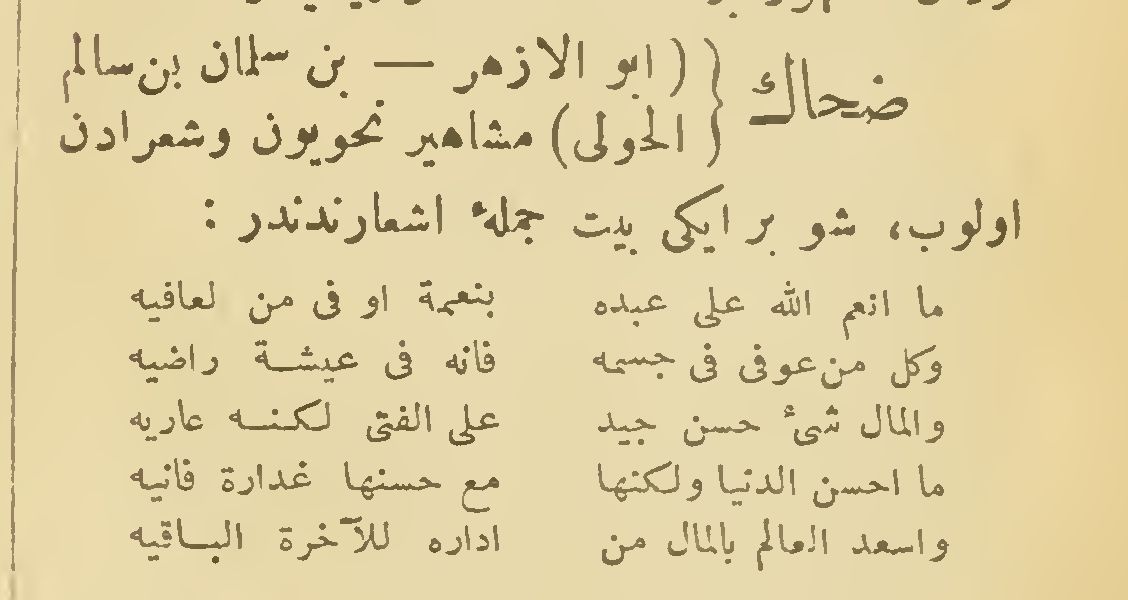 ضحاك { (ابو الازهر — بن سلمان بن سالم
الحولى) مشاهير نحويون وشعرادن
اولوب، شو بر ايكى بيت جملهٔ اشعارندندر :
ما انعم الله على عبده بنعمة او فى من لعافيه
وكل من عوفى فى جسمه فانه فى عيشة راضيه
والمال شىٔ حسن جيد على الفتى لكنه عاريه
ما احسن الدنيا ولكنها مع حسنها غدارة فانيه
واسعد العالم بالمال من اداره للآخرة الباقيه